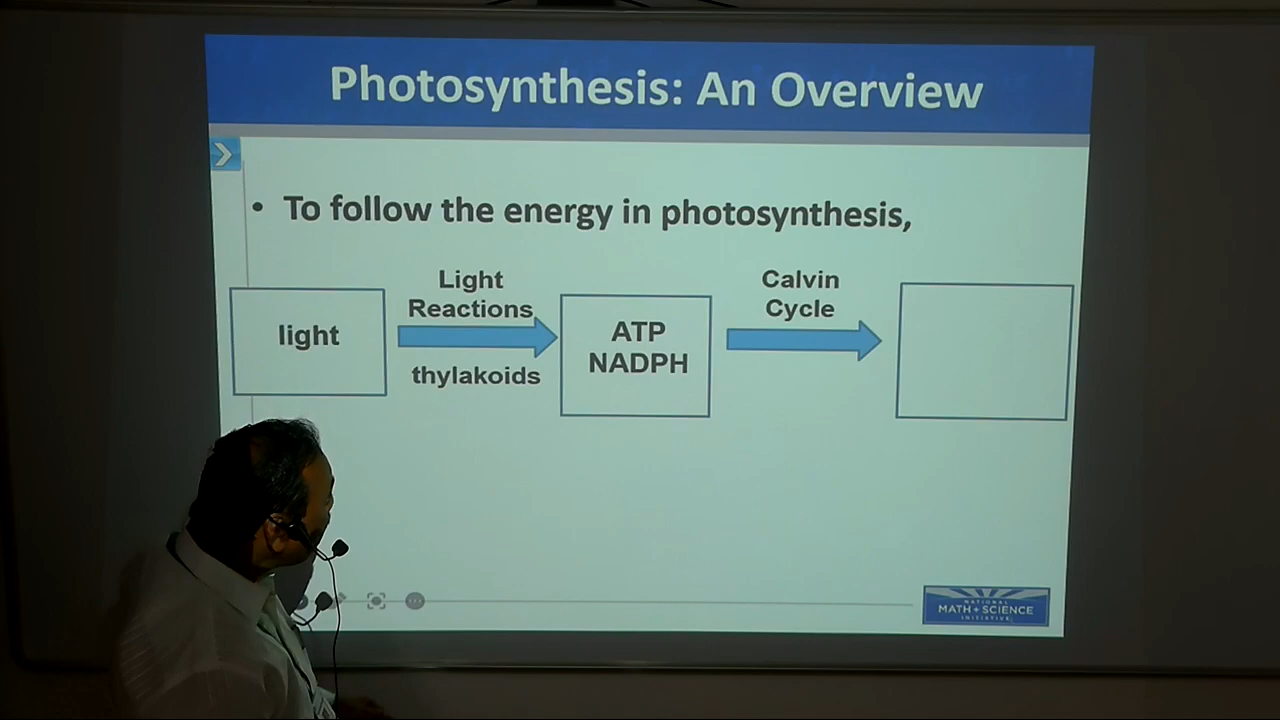 Photosynthesis: An Overview
• To follow the energy in photosynthesis,
light
Light
Reactions
thylakoids
ATP
NADPH
Calvin
Cycle
NATIONAL
MATH + SCIENCE
INITIATIVE